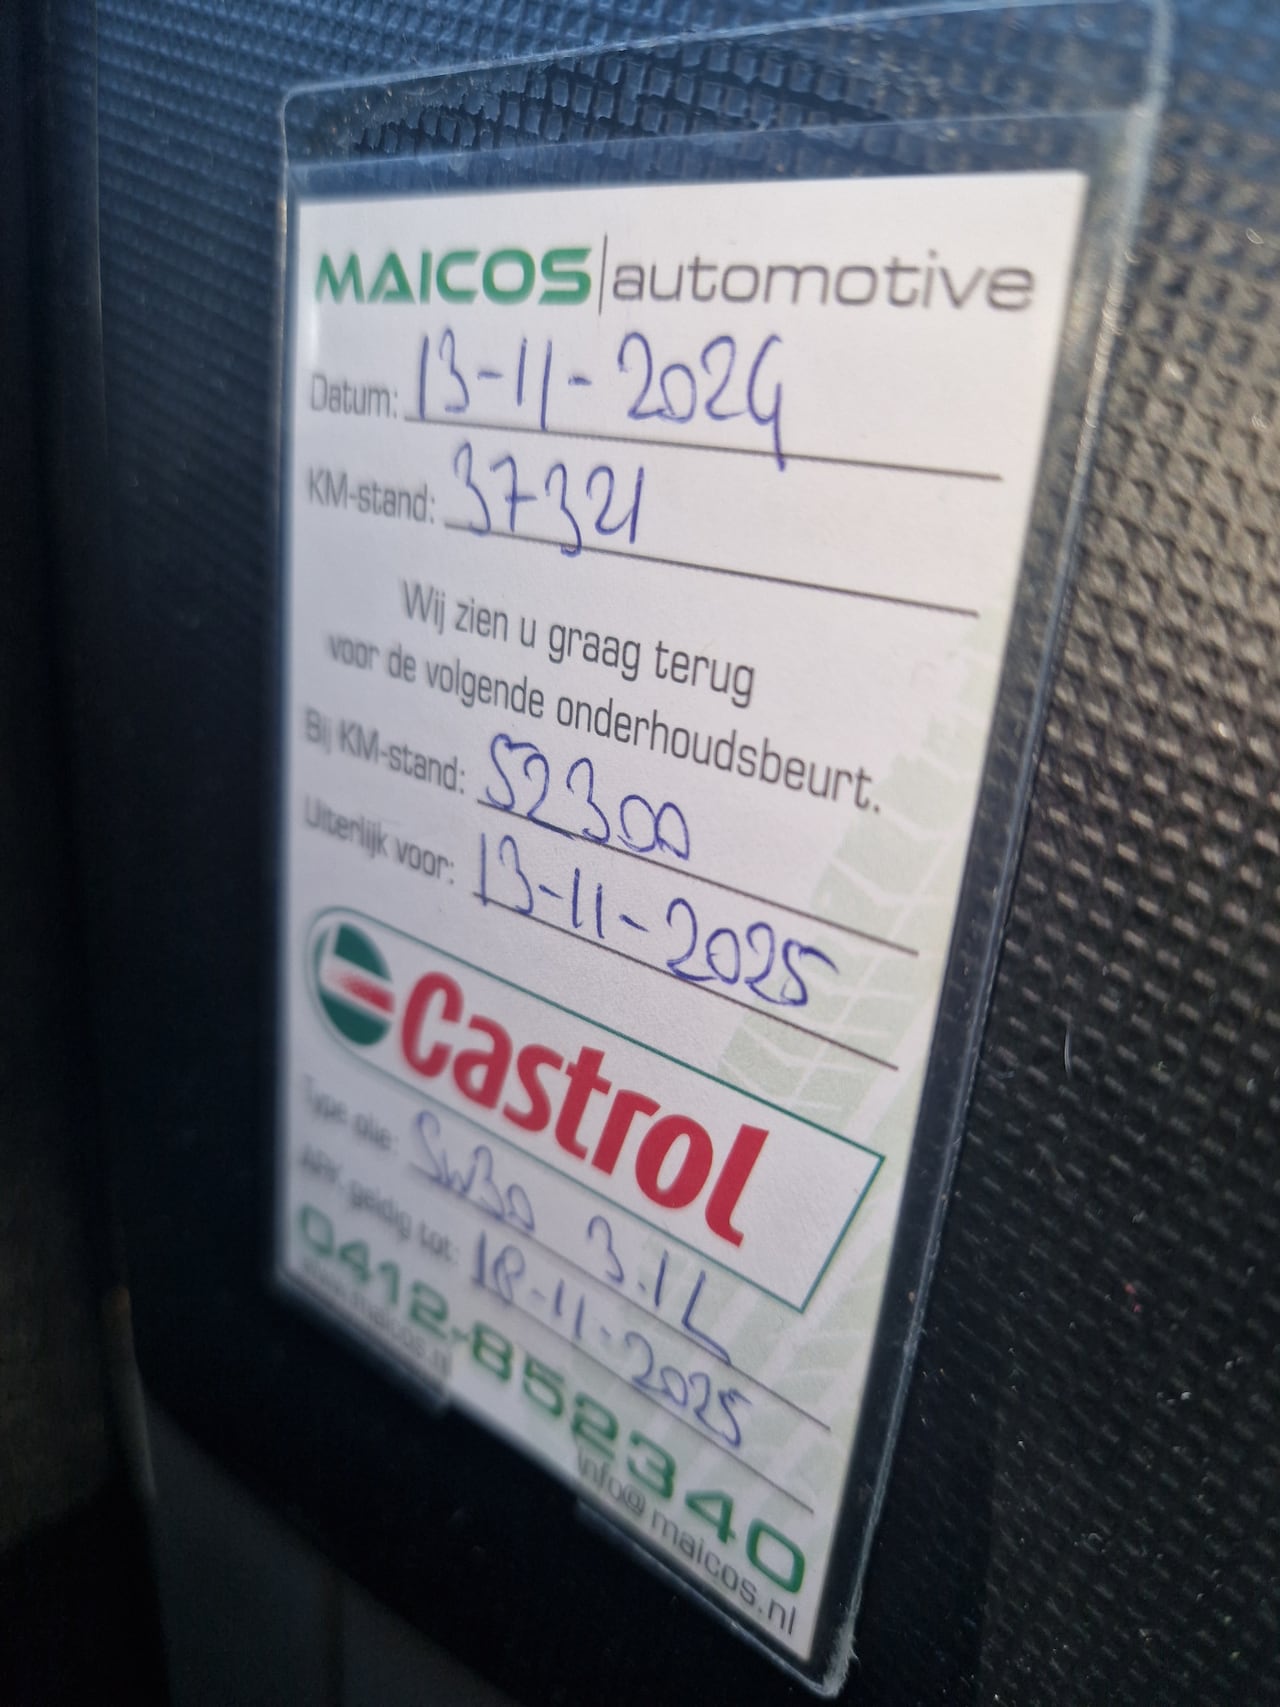 MAICOS|automotive
Datum: 13-11-2024
KM-stand: 37321
Wij zien u graag terug
voor de volgende onderhoudsbeurt.
Bij KM-stand: 52300
Uiterlijk voor: 13-11-2025
Castrol
Type olie: 5W30 3.1L
APK geldig tot: 18-11-2025
0412-852340
www.maicos.nl
info@maicos.nl